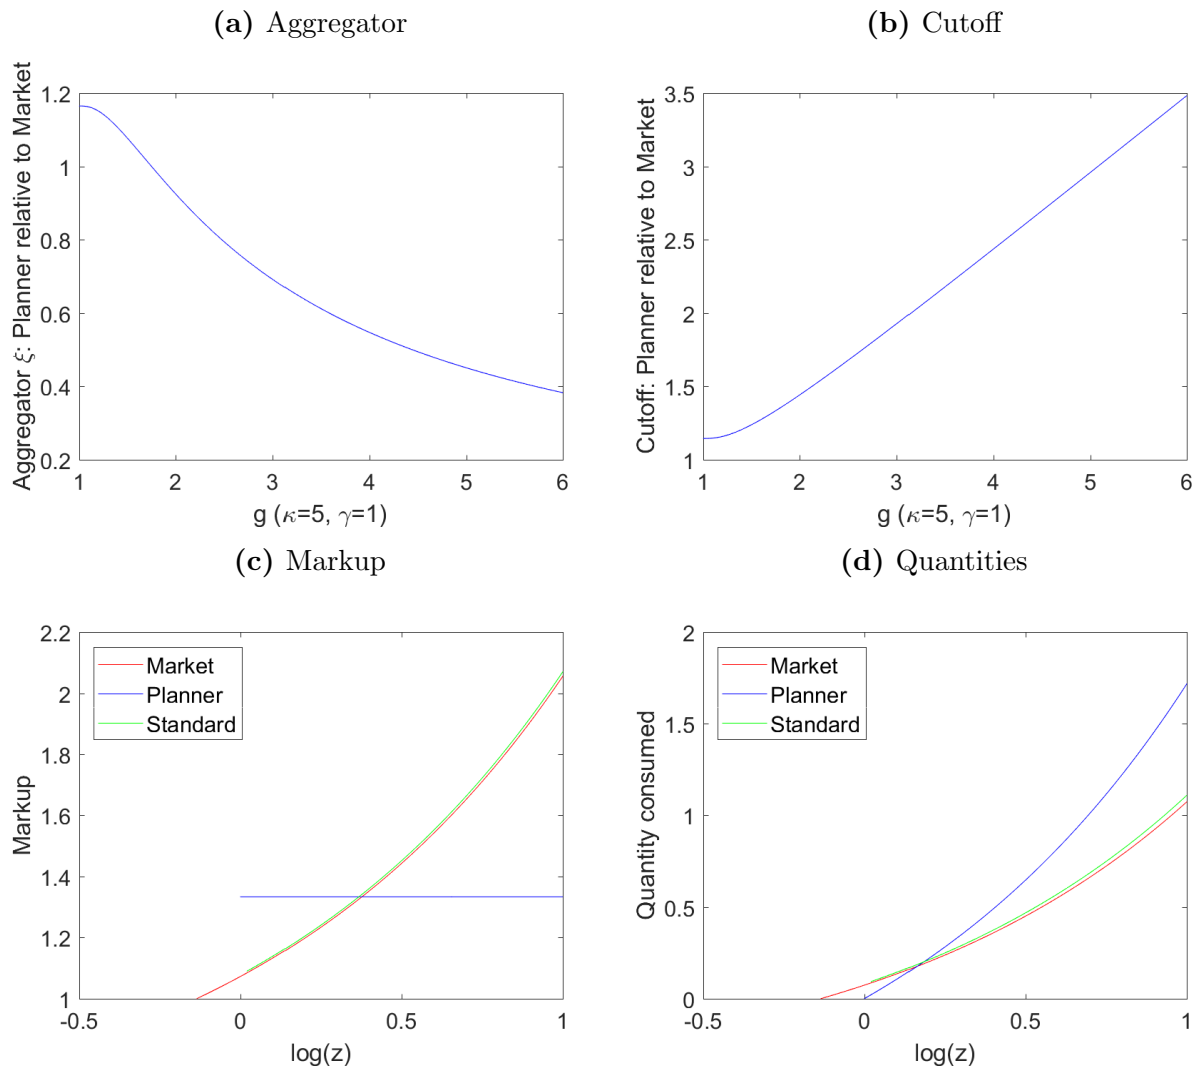 (a) Aggregator
Aggregator ξ: Planner relative to Market
1.2
1
0.8
0.6
0.4
0.2
1 2 3 4 5 6
g (κ=5, γ=1)
(b) Cutoff
Cutoff: Planner relative to Market
3.5
3
2.5
2
1.5
1
1 2 3 4 5 6
g (κ=5, γ=1)
(c) Markup
Markup
2.2
2
1.8
1.6
1.4
1.2
1
Market
Planner
Standard
-0.5 0 0.5 1
log(z)
(d) Quantities
Quantity consumed
2
1.5
1
0.5
0
Market
Planner
Standard
-0.5 0 0.5 1
log(z)